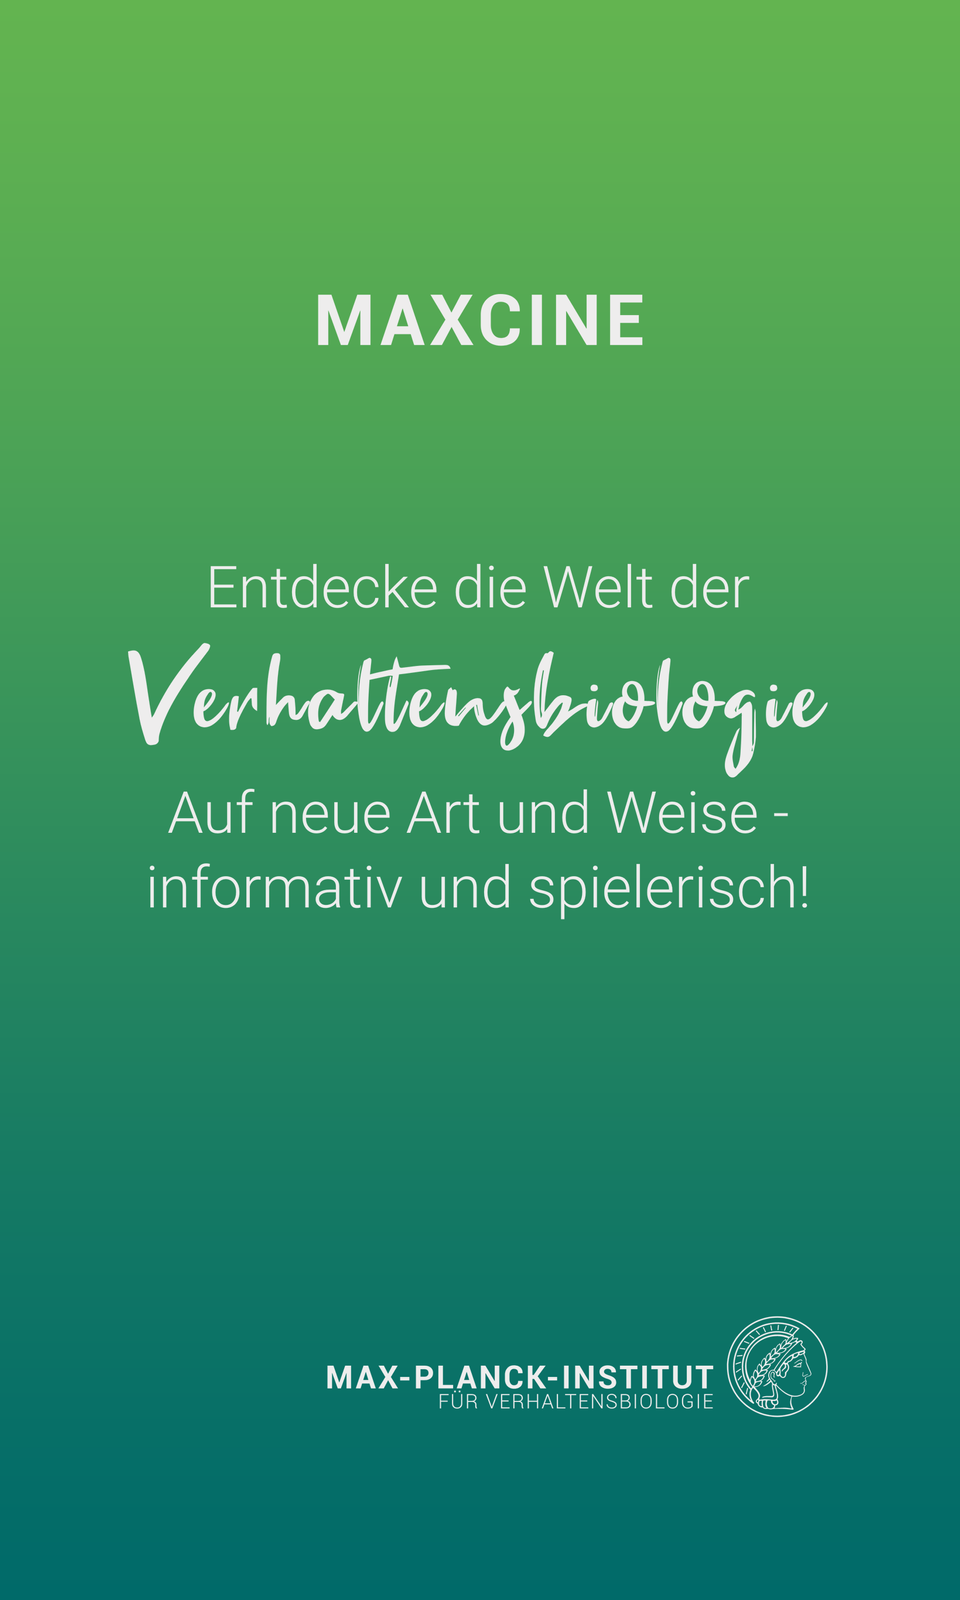 MAXCINE
Entdecke die Welt der
Verhaltensbiologie
Auf neue Art und Weise -
informativ und spielerisch!
MAX-PLANCK-INSTITUT
FÜR VERHALTENSBIOLOGIE